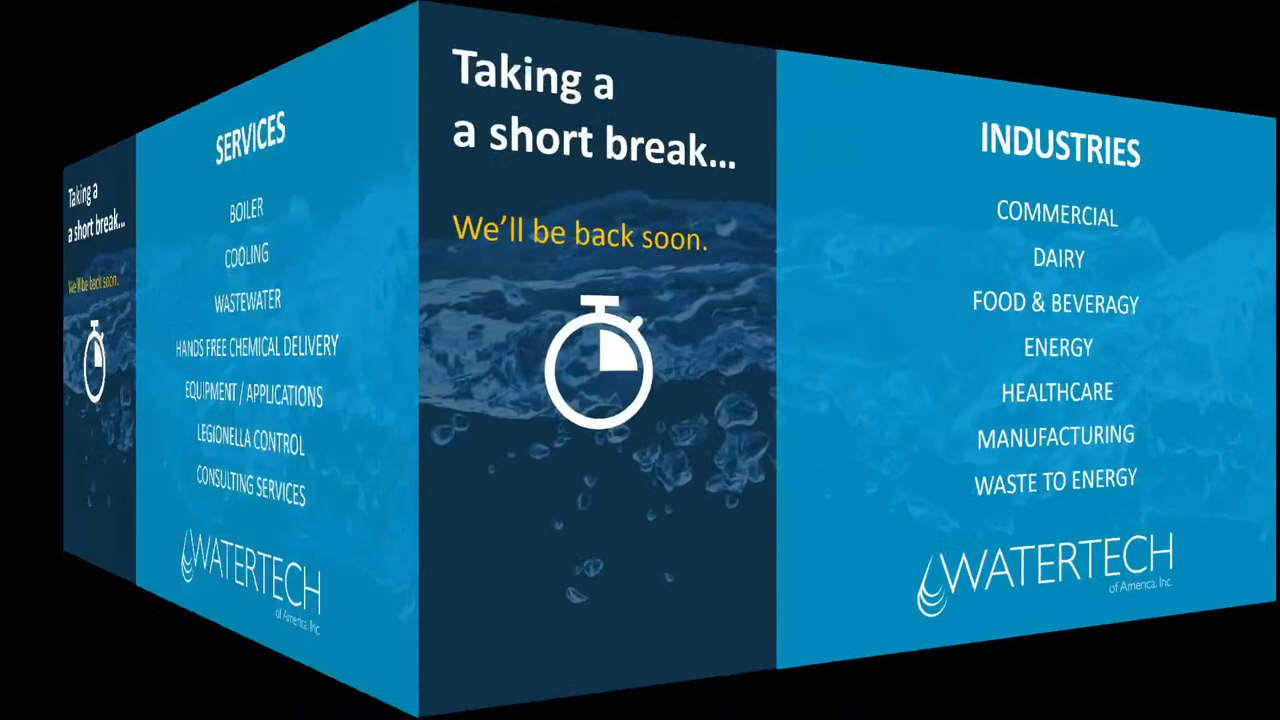 Taking a
a short break...
We'll be back soon.
SERVICES
BOILER
COOLING
WASTEWATER
HANDS FREE CHEMICAL DELIVERY
EQUIPMENT / APPLICATIONS
LEGIONELLA CONTROL
CONSULTING SERVICES
WATERTECH
of America, Inc.
Taking a
a short break...
We'll be back soon.
INDUSTRIES
COMMERCIAL
DAIRY
FOOD & BEVERAGY
ENERGY
HEALTHCARE
MANUFACTURING
WASTE TO ENERGY
WATERTECH
of America, Inc.